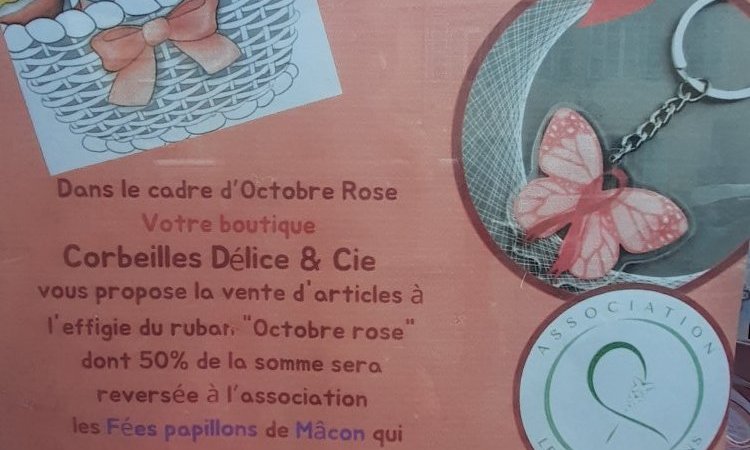 Dans le cadre d'Octobre Rose
Votre boutique
Corbeilles Délice & Cie
vous propose la vente d'articles à
l'effigie du ruban "Octobre rose"
dont 50% de la somme sera
reversée à l'association
les Fées papillons de Mâcon qui
ASSOCIATION